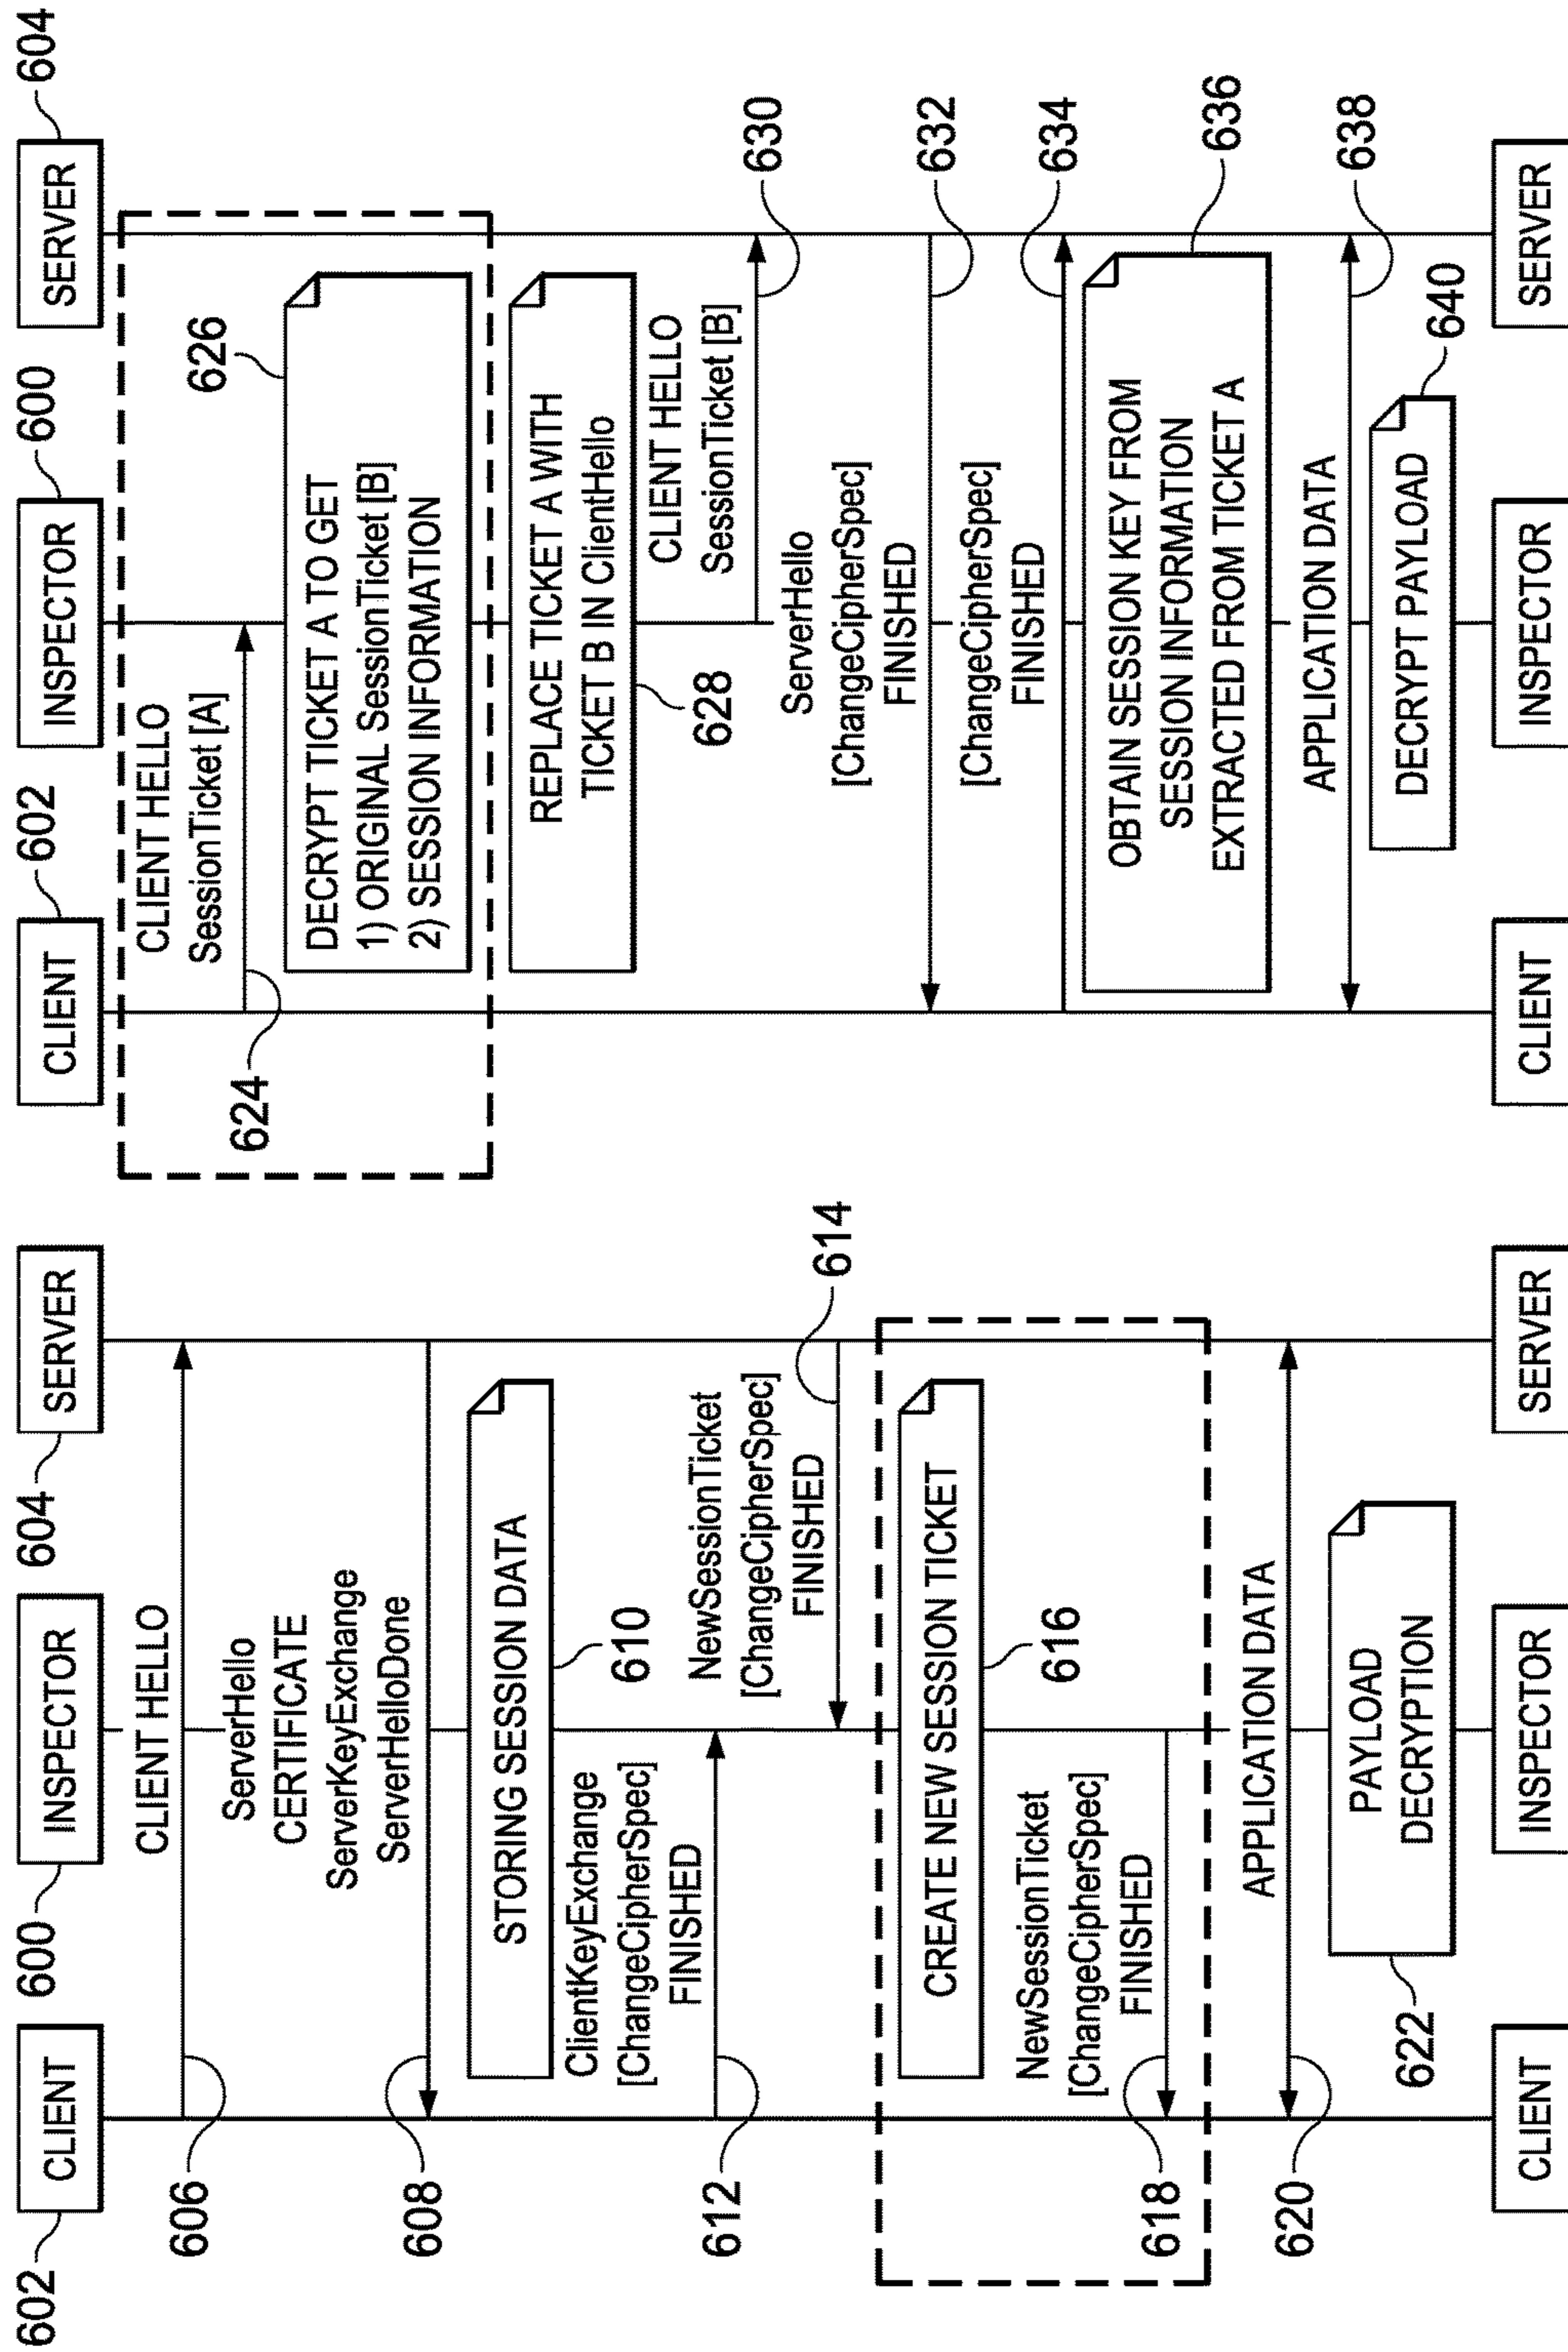 602
CLIENT
600
INSPECTOR
604
SERVER
606
CLIENT HELLO
ServerHello
CERTIFICATE
ServerKeyExchange
ServerHelloDone
608
STORING SESSION DATA
610
ClientKeyExchange
[ChangeCipherSpec]
FINISHED
612
NewSessionTicket
[ChangeCipherSpec]
FINISHED
614
CREATE NEW SESSION TICKET
616
NewSessionTicket
[ChangeCipherSpec]
FINISHED
618
APPLICATION DATA
620
PAYLOAD
DECRYPTION
622
CLIENT
INSPECTOR
SERVER
CLIENT
602
INSPECTOR
600
SERVER
604
CLIENT HELLO
SessionTicket [A]
624
626
DECRYPT TICKET A TO GET
1) ORIGINAL SessionTicket [B]
2) SESSION INFORMATION
REPLACE TICKET A WITH
TICKET B IN ClientHello
628
CLIENT HELLO
SessionTicket [B]
630
ServerHello
[ChangeCipherSpec]
FINISHED
632
[ChangeCipherSpec]
FINISHED
634
OBTAIN SESSION KEY FROM
SESSION INFORMATION
EXTRACTED FROM TICKET A
636
APPLICATION DATA
638
DECRYPT PAYLOAD
640
CLIENT
INSPECTOR
SERVER